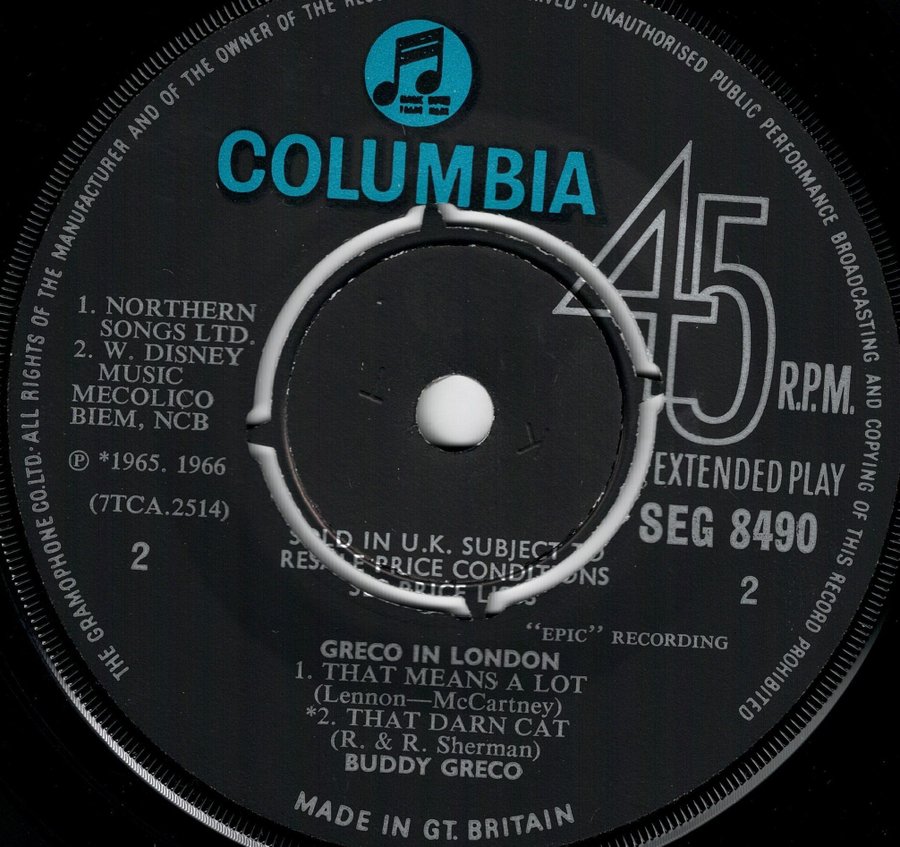 THE GRAMOPHONE CO. LTD. · ALL RIGHTS OF THE MANUFACTURER AND OF THE OWNER OF THE
· UNAUTHORISED PUBLIC PERFORMANCE BROADCASTING AND COPYING OF THIS RECORD PROHIBITED
COLUMBIA
45
R.P.M.
EXTENDED PLAY
SEG 8490
2
1. NORTHERN
SONGS LTD.
2. W. DISNEY
MUSIC
MECOLICO
BIEM, NCB
℗ *1965. 1966
(7TCA.2514)
2
SOLD IN U.K. SUBJECT TO
RESALE PRICE CONDITIONS
PRICE
"EPIC" RECORDING
GRECO IN LONDON
1. THAT MEANS A LOT
(Lennon—McCartney)
*2. THAT DARN CAT
(R. & R. Sherman)
BUDDY GRECO
MADE IN GT. BRITAIN